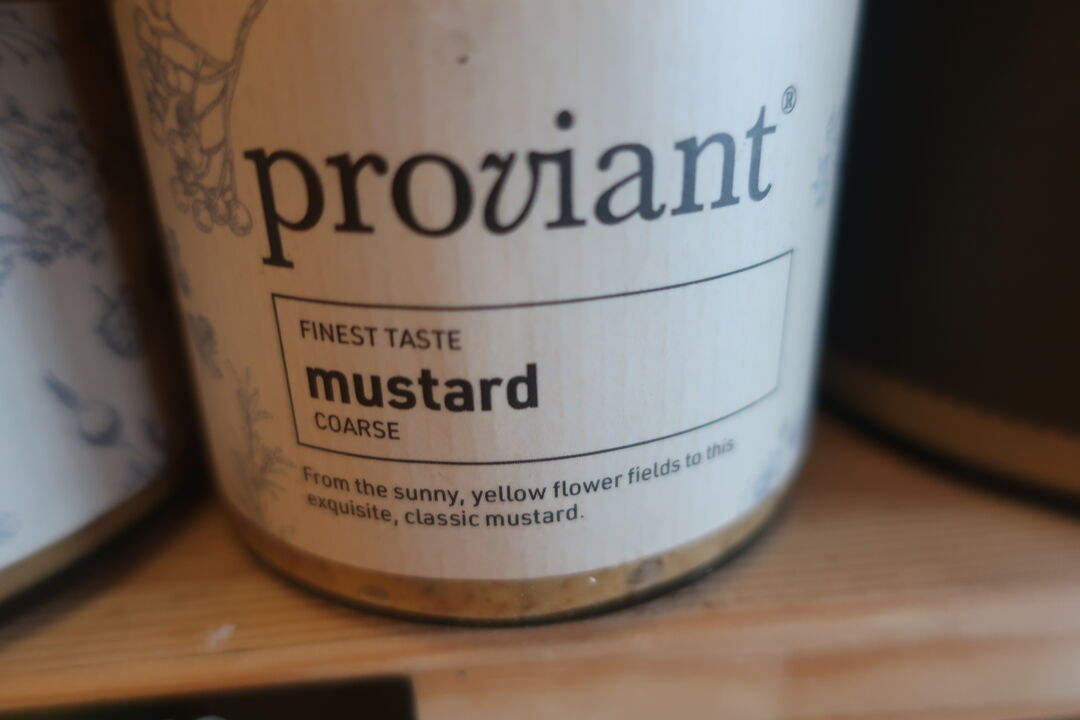 proviant®
FINEST TASTE
mustard
COARSE
From the sunny, yellow flower fields to this
exquisite, classic mustard.